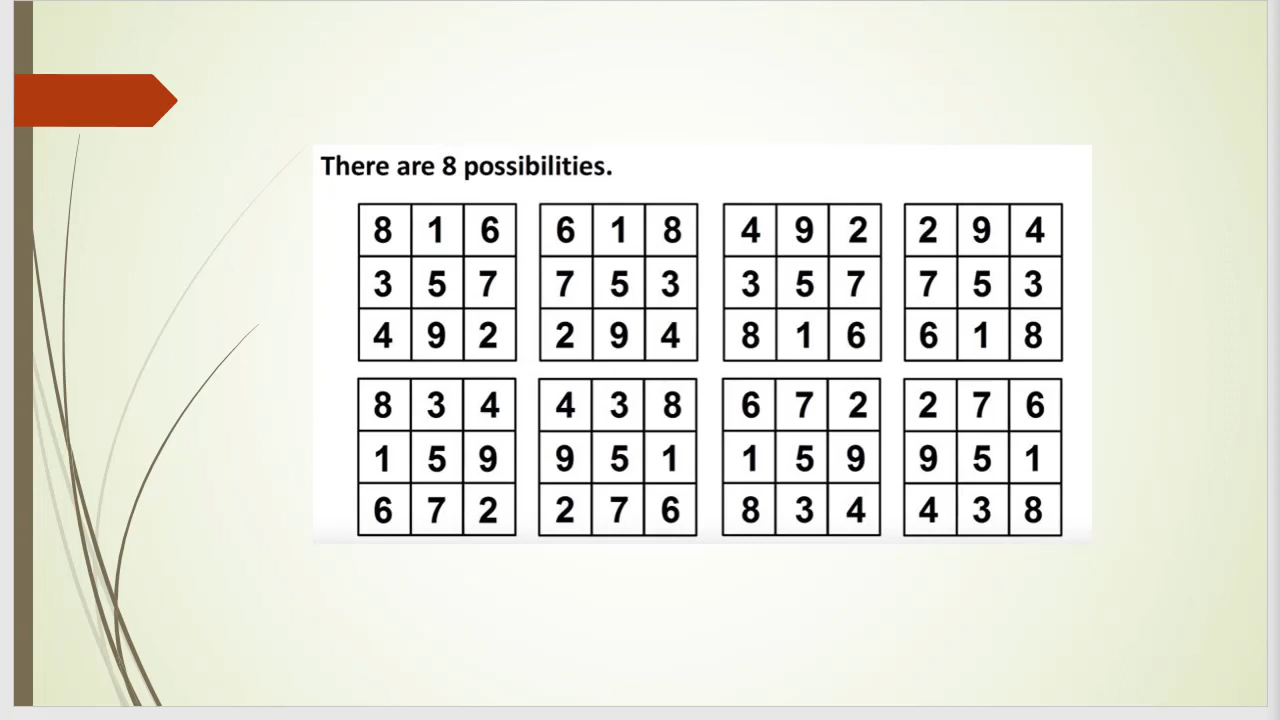 There are 8 possibilities.
8 1 6 6 1 8 4 9 2 2 9 4
3 5 7 7 5 3 3 5 7 7 5 3
4 9 2 2 9 4 8 1 6 6 1 8
8 3 4 4 3 8 6 7 2 2 7 6
1 5 9 9 5 1 1 5 9 9 5 1
6 7 2 2 7 6 8 3 4 4 3 8